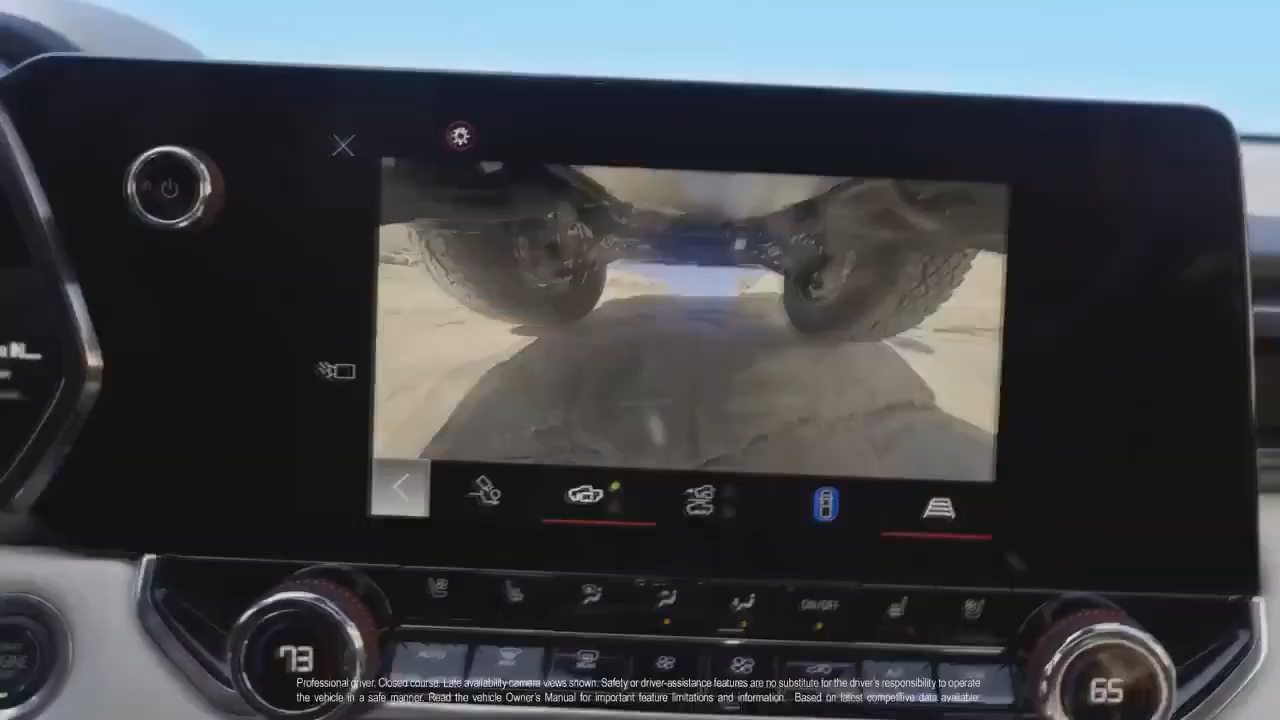 ON/OFF
AUTO
73
65
ENGINE
Professional driver. Closed course. Late availability camera views shown. Safety or driver-assistance features are no substitute for the driver's responsibility to operate
the vehicle in a safe manner. Read the vehicle Owner's Manual for important feature limitations and information. Based on latest competitive data available.